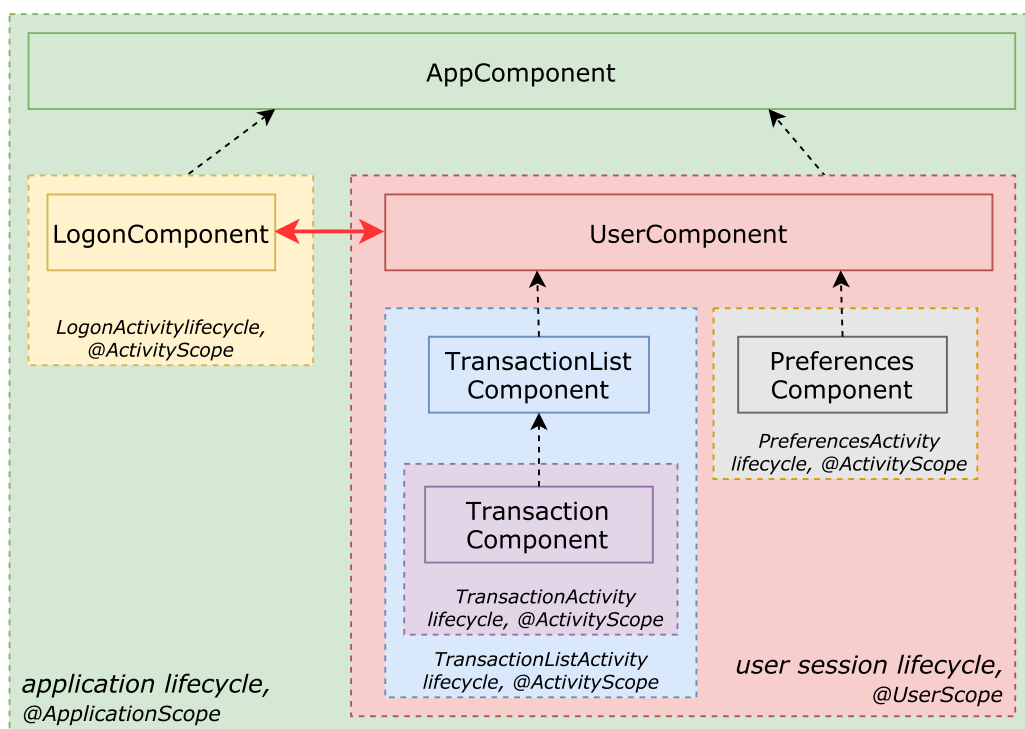 AppComponent
LogonComponent
UserComponent
LogonActivitylifecycle,
@ActivityScope
TransactionList
Component
Preferences
Component
PreferencesActivity
lifecycle, @ActivityScope
Transaction
Component
TransactionActivity
lifecycle, @ActivityScope
TransactionListActivity
lifecycle, @ActivityScope
application lifecycle,
@ApplicationScope
user session lifecycle,
@UserScope